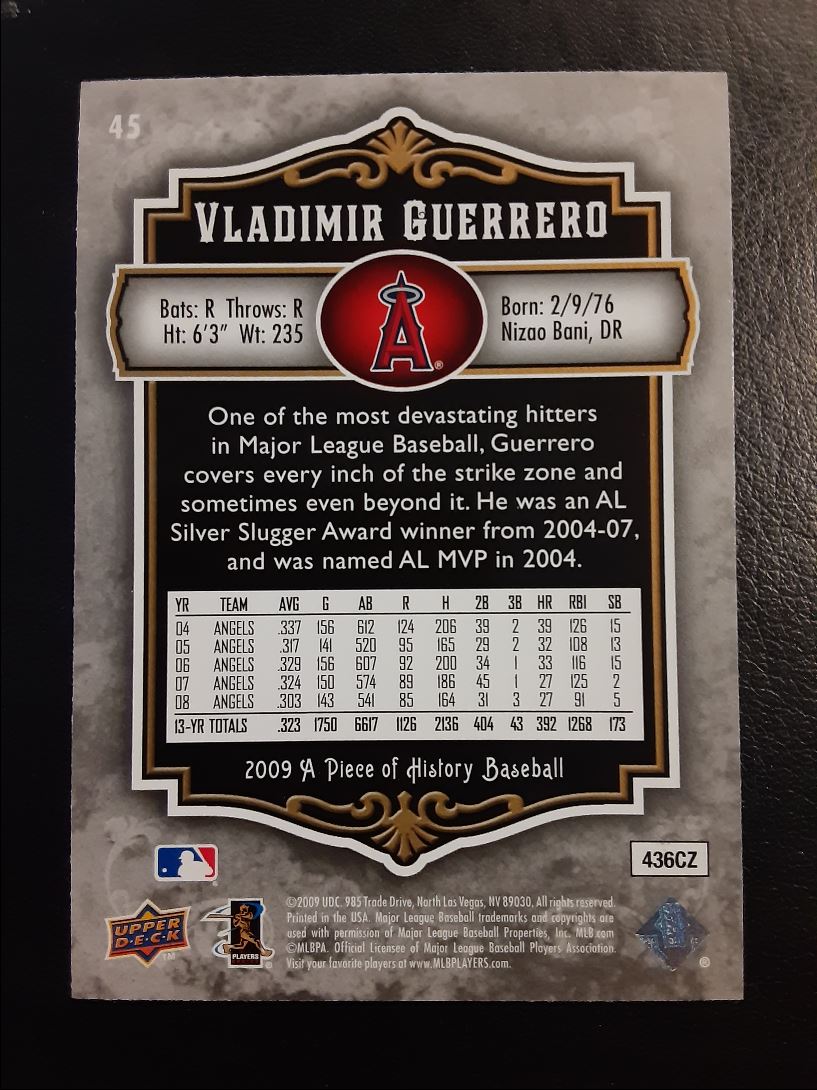 45
VLADIMIR GUERRERO
Bats: R Throws: R
Ht: 6'3" Wt: 235
A®
Born: 2/9/76
Nizao Bani, DR
One of the most devastating hitters
in Major League Baseball, Guerrero
covers every inch of the strike zone and
sometimes even beyond it. He was an AL
Silver Slugger Award winner from 2004-07,
and was named AL MVP in 2004.
YR TEAM AVG G AB R H 2B 3B HR RBI SB
04 ANGELS .337 156 612 124 206 39 2 39 126 15
05 ANGELS .317 141 520 95 165 29 2 32 108 13
06 ANGELS .329 156 607 92 200 34 1 33 116 15
07 ANGELS .324 150 574 89 186 45 1 27 125 2
08 ANGELS .303 143 541 85 164 31 3 27 91 5
13-YR TOTALS .323 1750 6617 1126 2136 404 43 392 1268 173
2009 A Piece of History Baseball
436CZ
UPPER
D·E·C·K
TM
PLAYERS
®
©2009 UDC. 985 Trade Drive, North Las Vegas, NV 89030. All rights reserved.
Printed in the USA. Major League Baseball trademarks and copyrights are
used with permission of Major League Baseball Properties, Inc. MLB.com
©MLBPA. Official Licensee of Major League Baseball Players Association.
Visit your favorite players at www.MLBPLAYERS.com.
®